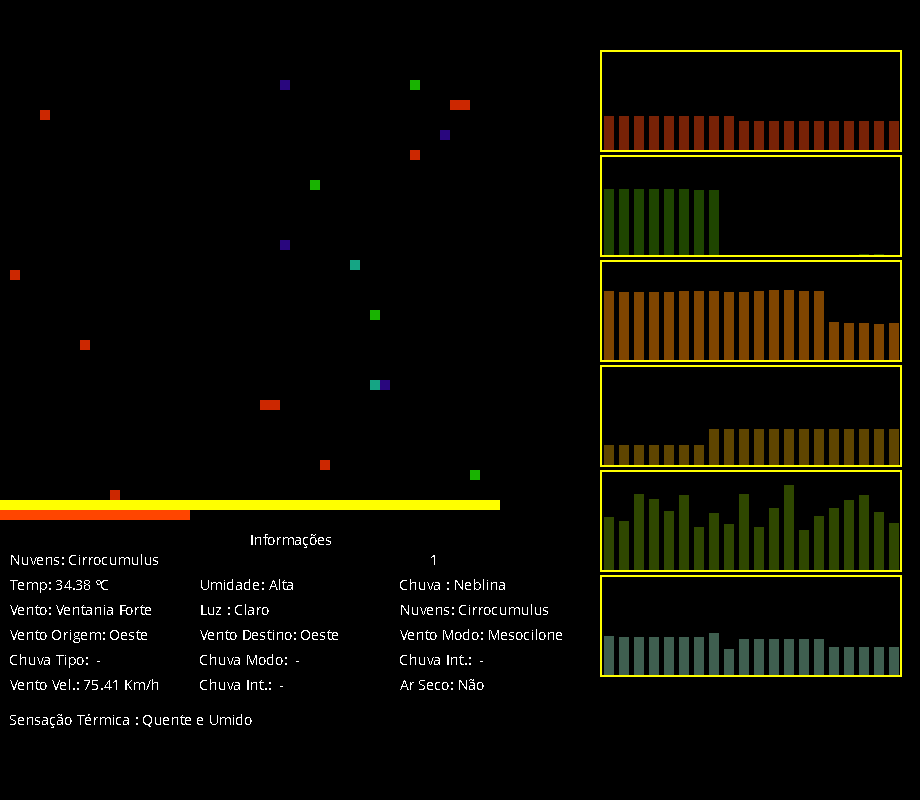 Informações
Nuvens: Cirrocumulus 1
Temp: 34.38 ºC Umidade: Alta Chuva : Neblina
Vento: Ventania Forte Luz : Claro Nuvens: Cirrocumulus
Vento Origem: Oeste Vento Destino: Oeste Vento Modo: Mesocilone
Chuva Tipo: - Chuva Modo: - Chuva Int.: -
Vento Vel.: 75.41 Km/h Chuva Int.: - Ar Seco: Não
Sensação Térmica : Quente e Umido